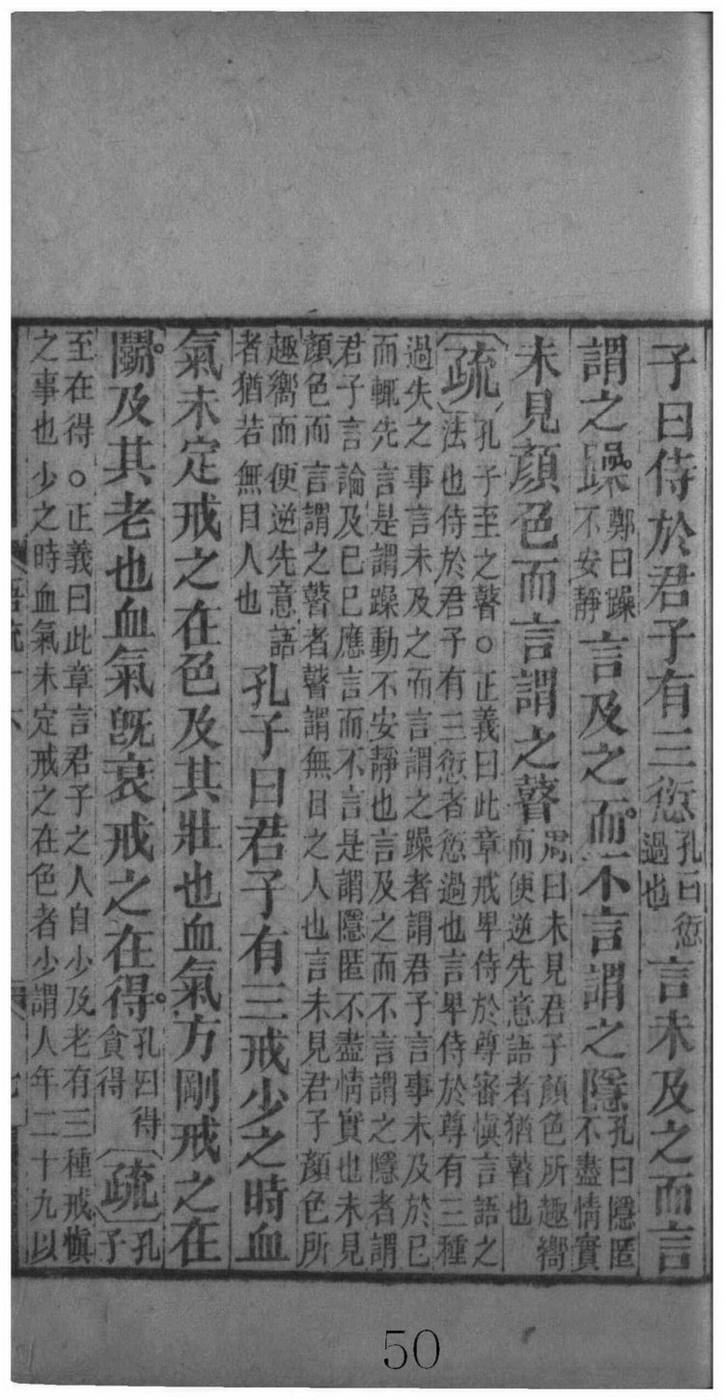 子曰侍於君子有三愆孔曰愆過也言未及之而言
謂之躁鄭曰躁不安靜言及之而不言謂之隱孔曰隱匿不盡情實
未見顏色而言謂之瞽周曰未見君子顏色所趣嚮而便逆先意語者猶瞽也
疏孔子至之瞽○正義曰此章戒卑侍於尊審慎言語之
法也侍於君子有三愆者愆過也言卑侍於尊有三種
過失之事言未及之而言謂之躁者謂君子言事未及於已
而輒先言是謂躁動不安靜也言及之而不言謂之隱者謂
君子言論及已已應言而不言是謂隱匿不盡情實也未見
顏色而言謂之瞽者瞽謂無目之人也言未見君子顏色所
趣嚮而便逆先意語者猶若無目人也孔子曰君子有三戒少之時血
氣未定戒之在色及其壯也血氣方剛戒之在
鬭及其老也血氣既衰戒之在得孔曰得貪得疏孔子
至在得○正義曰此章言君子之人自少及老有三種戒慎
之事也少之時血氣未定戒之在色者少謂人年二十九以
50